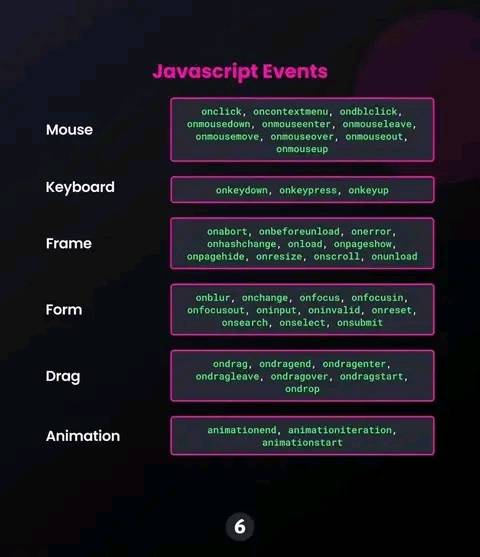 Javascript Events
Mouse
onclick, oncontextmenu, ondblclick,
onmousedown, onmouseenter, onmouseleave,
onmousemove, onmouseover, onmouseout,
onmouseup
Keyboard
onkeydown, onkeypress, onkeyup
Frame
onabort, onbeforeunload, onerror,
onhashchange, onload, onpageshow,
onpagehide, onresize, onscroll, onunload
Form
onblur, onchange, onfocus, onfocusin,
onfocusout, oninput, oninvalid, onreset,
onsearch, onselect, onsubmit
Drag
ondrag, ondragend, ondragenter,
ondragleave, ondragover, ondragstart,
ondrop
Animation
animationend, animationiteration,
animationstart
6